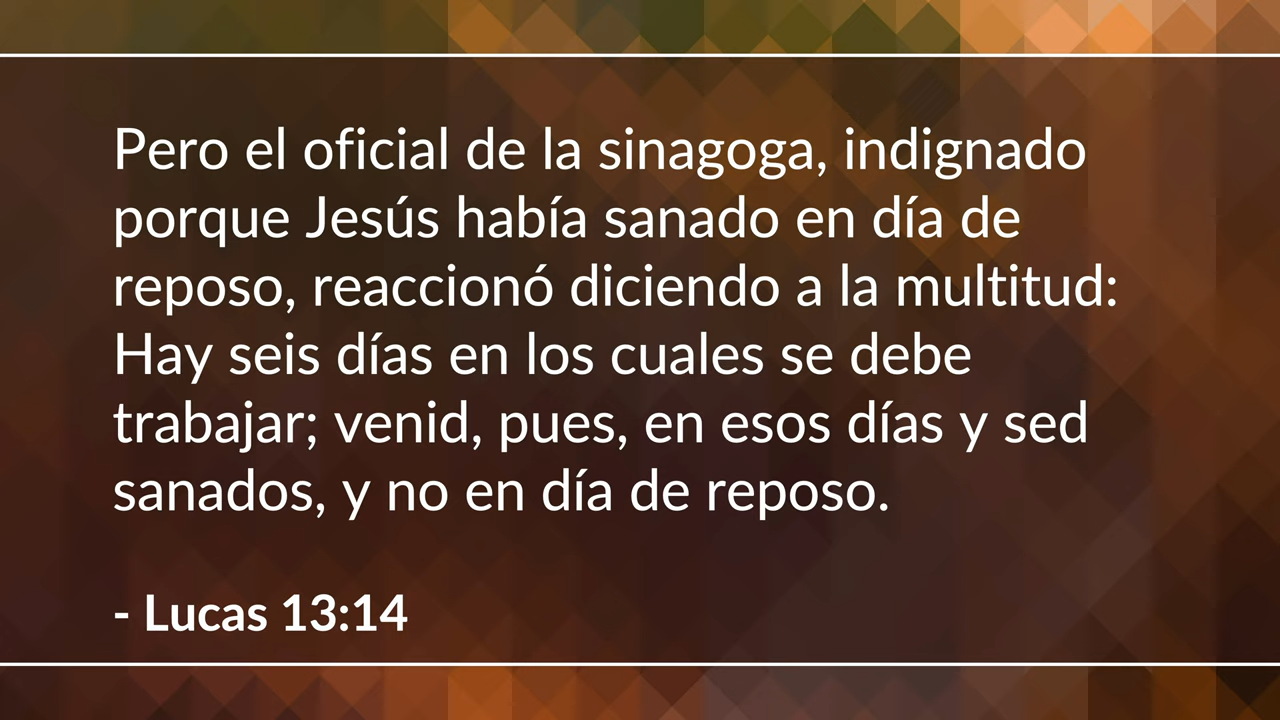 Pero el oficial de la sinagoga, indignado
porque Jesús había sanado en día de
reposo, reaccionó diciendo a la multitud:
Hay seis días en los cuales se debe
trabajar; venid, pues, en esos días y sed
sanados, y no en día de reposo.
- Lucas 13:14